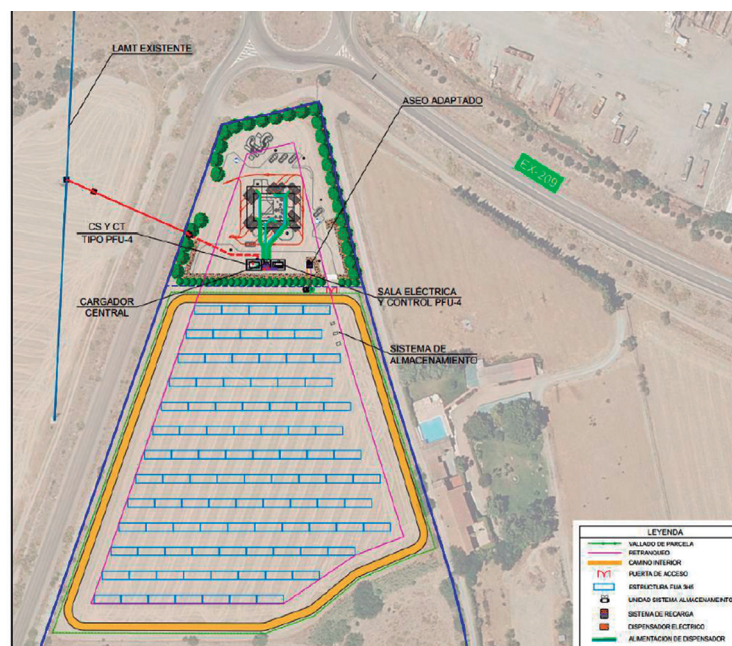 LAMT EXISTENTE
ASEO ADAPTADO
EX-209
CS Y CT
TIPO PFU-4
CARGADOR
CENTRAL
SALA ELÉCTRICA
Y CONTROL PFU-4
SISTEMA DE
ALMACENAMIENTO
LEYENDA
VALLADO DE PARCELA
RETRANQUEO
CAMINO INTERIOR
PUERTA DE ACCESO
ESTRUCTURA FIJA
UNIDAD SISTEMA ALMACENAMIENTO
SISTEMA DE RECARGA
DISPENSADOR ELÉCTRICO
ALIMENTACION DE DISPENSADOR